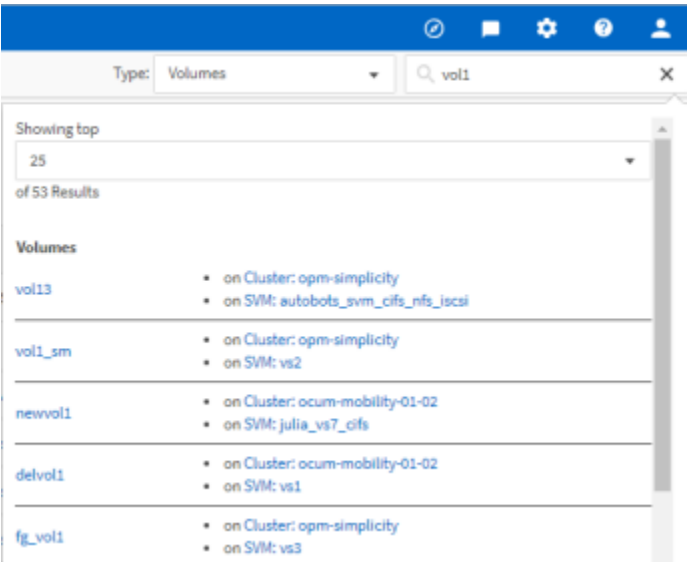 Type: Volumes vol1
Showing top
25
of 53 Results
Volumes
vol13
on Cluster: opm-simplicity
on SVM: autobots_svm_cifs_nfs_iscsi
vol1_sm
on Cluster: opm-simplicity
on SVM: vs2
newvol1
on Cluster: ocum-mobility-01-02
on SVM: julia_vs7_cifs
delvol1
on Cluster: ocum-mobility-01-02
on SVM: vs1
fg_vol1
on Cluster: opm-simplicity
on SVM: vs3